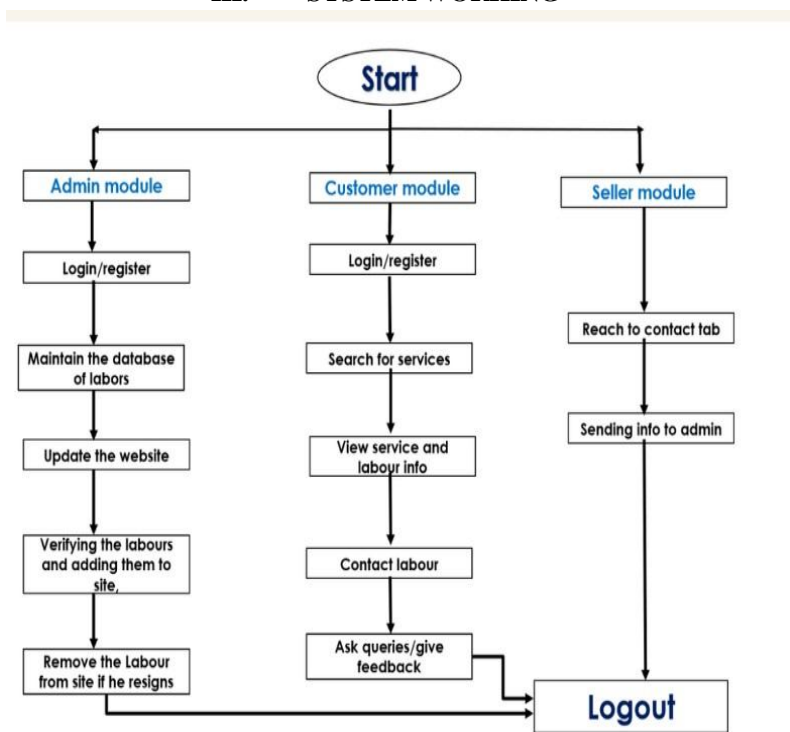 Start
Admin module
Login/register
Maintain the database
of labors
Update the website
Verifying the labours
and adding them to
site,
Remove the Labour
from site if he resigns
Customer module
Login/register
Search for services
View service and
labour info
Contact labour
Ask queries/give
feedback
Seller module
Reach to contact tab
Sending info to admin
Logout